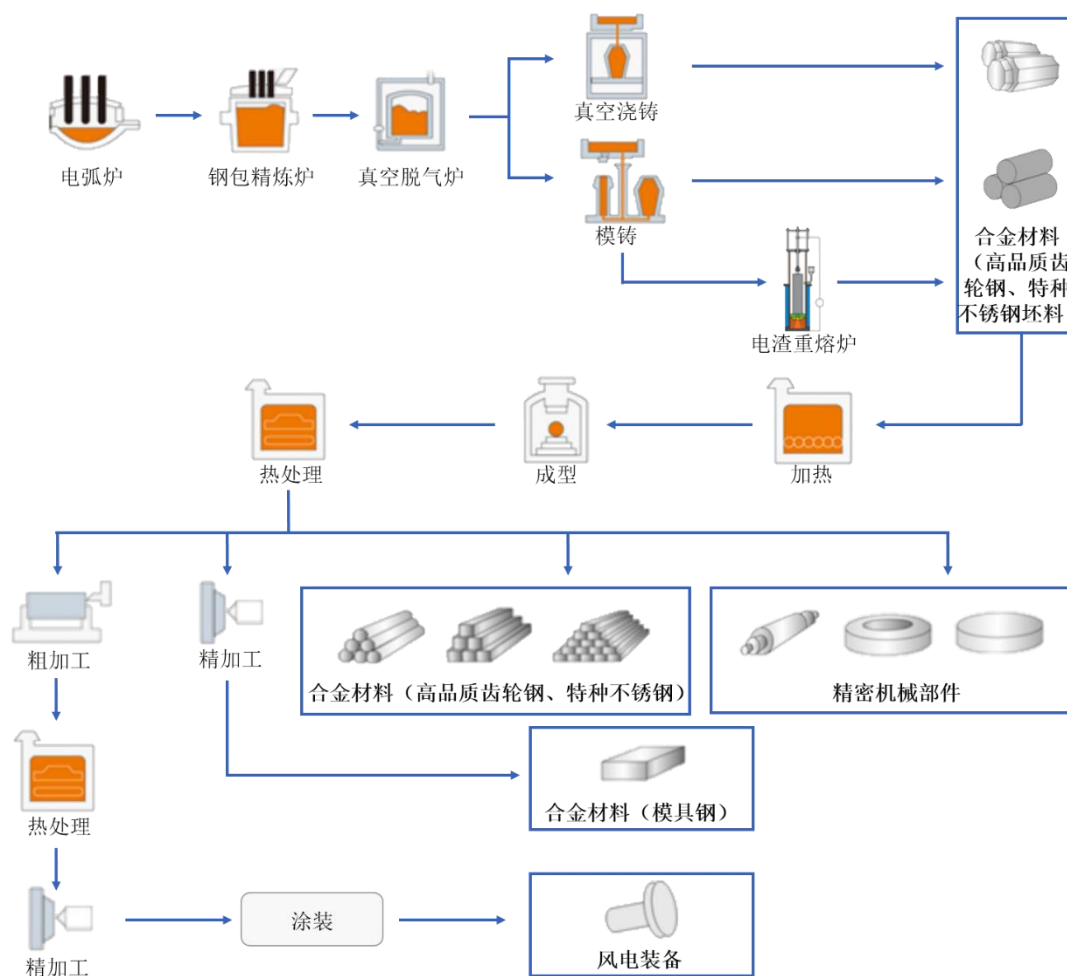 真空浇铸
电弧炉
钢包精炼炉
真空脱气炉
模铸
合金材料
（高品质齿
轮钢、特种
不锈钢坯料
电渣重熔炉
热处理
成型
加热
粗加工
精加工
合金材料（高品质齿轮钢、特种不锈钢）
精密机械部件
热处理
合金材料（模具钢）
精加工
涂装
风电装备